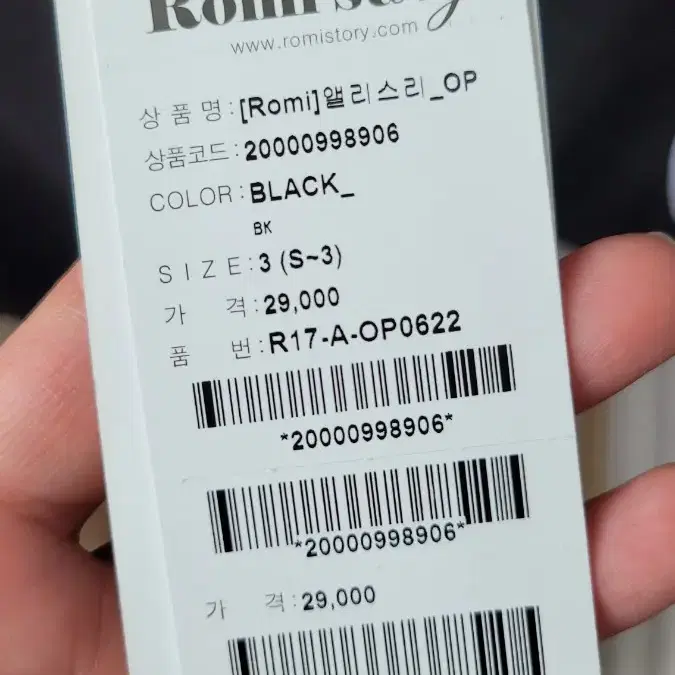 Romi story
www.romistory.com
상 품 명 : [Romi]앨리스리_OP
상품코드 : 20000998906
COLOR : BLACK_
BK
S I Z E : 3 (S~3)
가 격 : 29,000
품 번 : R17-A-OP0622
*20000998906*
*20000998906*
가 격 : 29,000